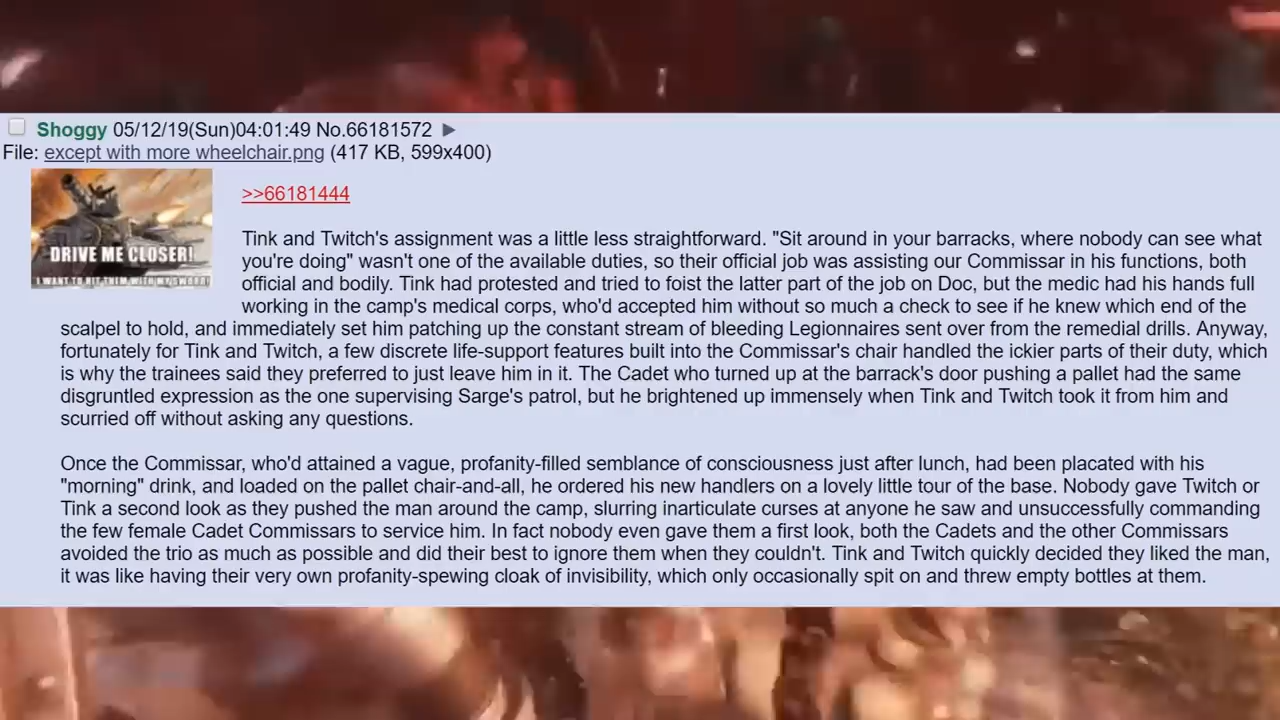 Shoggy 05/12/19(Sun)04:01:49 No.66181572 ▶
File: except with more wheelchair.png (417 KB, 599x400)
>>66181444
DRIVE ME CLOSER!
I WANT TO HIT THEM WITH MY SWORD!
Tink and Twitch's assignment was a little less straightforward. "Sit around in your barracks, where nobody can see what
you're doing" wasn't one of the available duties, so their official job was assisting our Commissar in his functions, both
official and bodily. Tink had protested and tried to foist the latter part of the job on Doc, but the medic had his hands full
working in the camp's medical corps, who'd accepted him without so much a check to see if he knew which end of the
scalpel to hold, and immediately set him patching up the constant stream of bleeding Legionnaires sent over from the remedial drills. Anyway,
fortunately for Tink and Twitch, a few discrete life-support features built into the Commissar's chair handled the ickier parts of their duty, which
is why the trainees said they preferred to just leave him in it. The Cadet who turned up at the barrack's door pushing a pallet had the same
disgruntled expression as the one supervising Sarge's patrol, but he brightened up immensely when Tink and Twitch took it from him and
scurried off without asking any questions.
Once the Commissar, who'd attained a vague, profanity-filled semblance of consciousness just after lunch, had been placated with his
"morning" drink, and loaded on the pallet chair-and-all, he ordered his new handlers on a lovely little tour of the base. Nobody gave Twitch or
Tink a second look as they pushed the man around the camp, slurring inarticulate curses at anyone he saw and unsuccessfully commanding
the few female Cadet Commissars to service him. In fact nobody even gave them a first look, both the Cadets and the other Commissars
avoided the trio as much as possible and did their best to ignore them when they couldn't. Tink and Twitch quickly decided they liked the man,
it was like having their very own profanity-spewing cloak of invisibility, which only occasionally spit on and threw empty bottles at them.